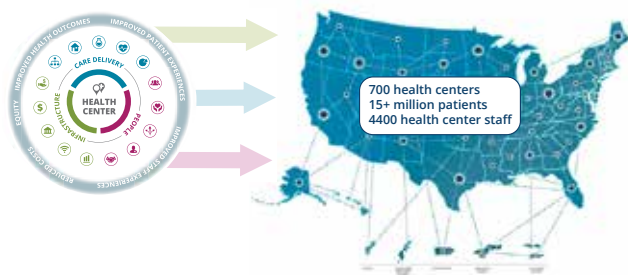 IMPROVED HEALTH OUTCOMES
IMPROVED PATIENT EXPERIENCES
EQUITY
CARE DELIVERY
HEALTH
CENTER
INFRASTRUCTURE
PEOPLE
$
REDUCED COSTS
IMPROVED STAFF EXPERIENCES
700 health centers
15+ million patients
4400 health center staff